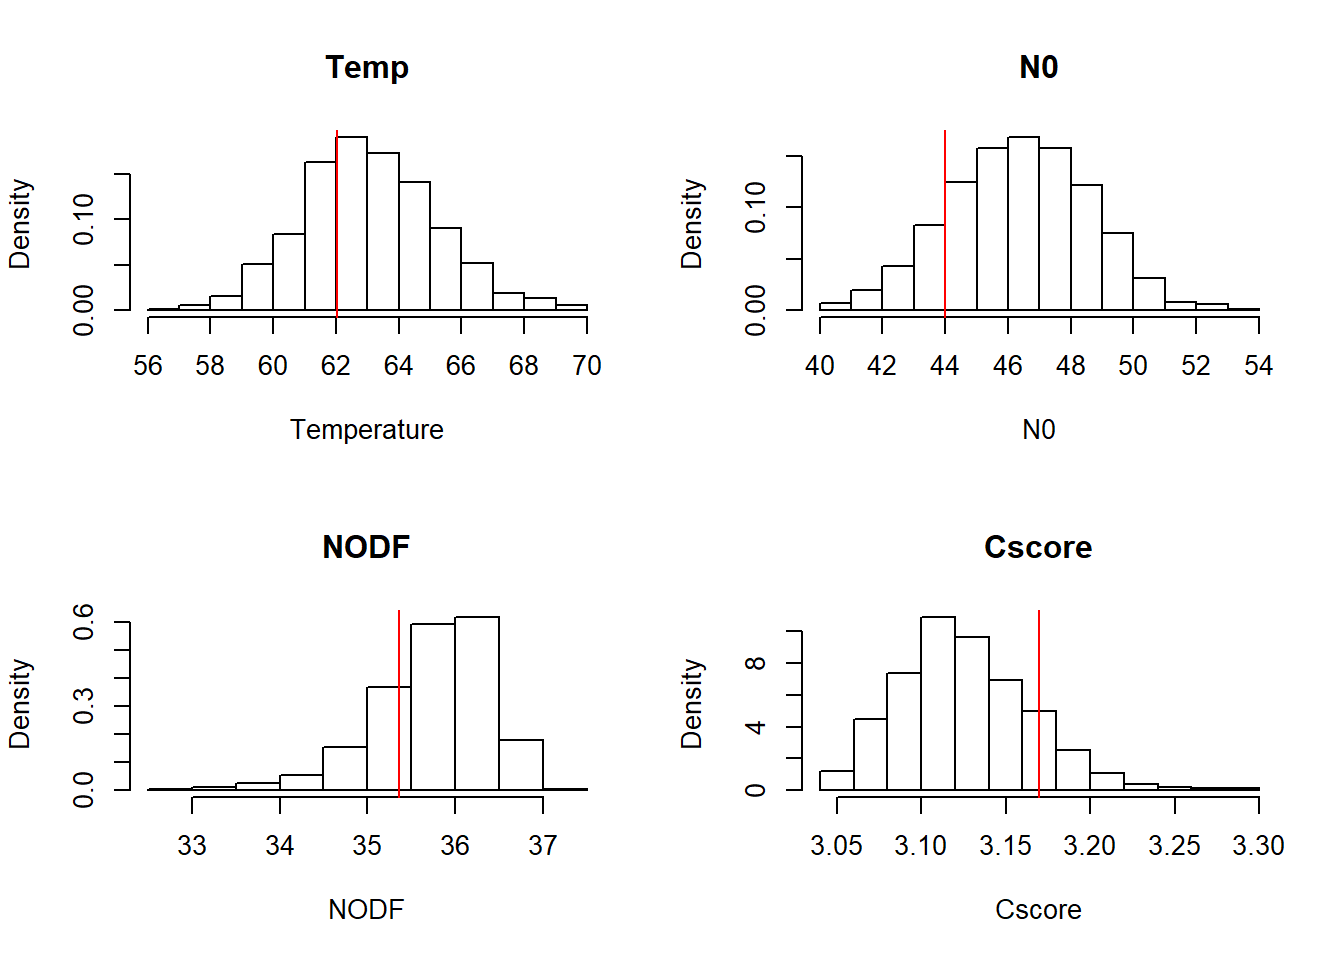 Temp
Density
0.00 0.10
56 58 60 62 64 66 68 70
Temperature
N0
Density
0.00 0.10
40 42 44 46 48 50 52 54
N0
NODF
Density
0.0 0.3 0.6
33 34 35 36 37
NODF
Cscore
Density
0 4 8
3.05 3.10 3.15 3.20 3.25 3.30
Cscore